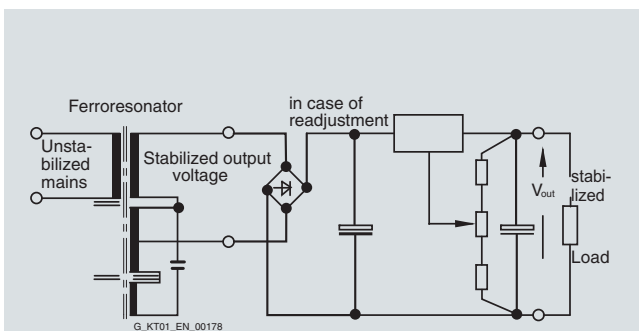 Ferroresonator
in case of
readjustment
Unsta-
bilized
mains
Stabilized output
voltage
Vout
stabi-
lized
Load
G_KT01_EN_00178